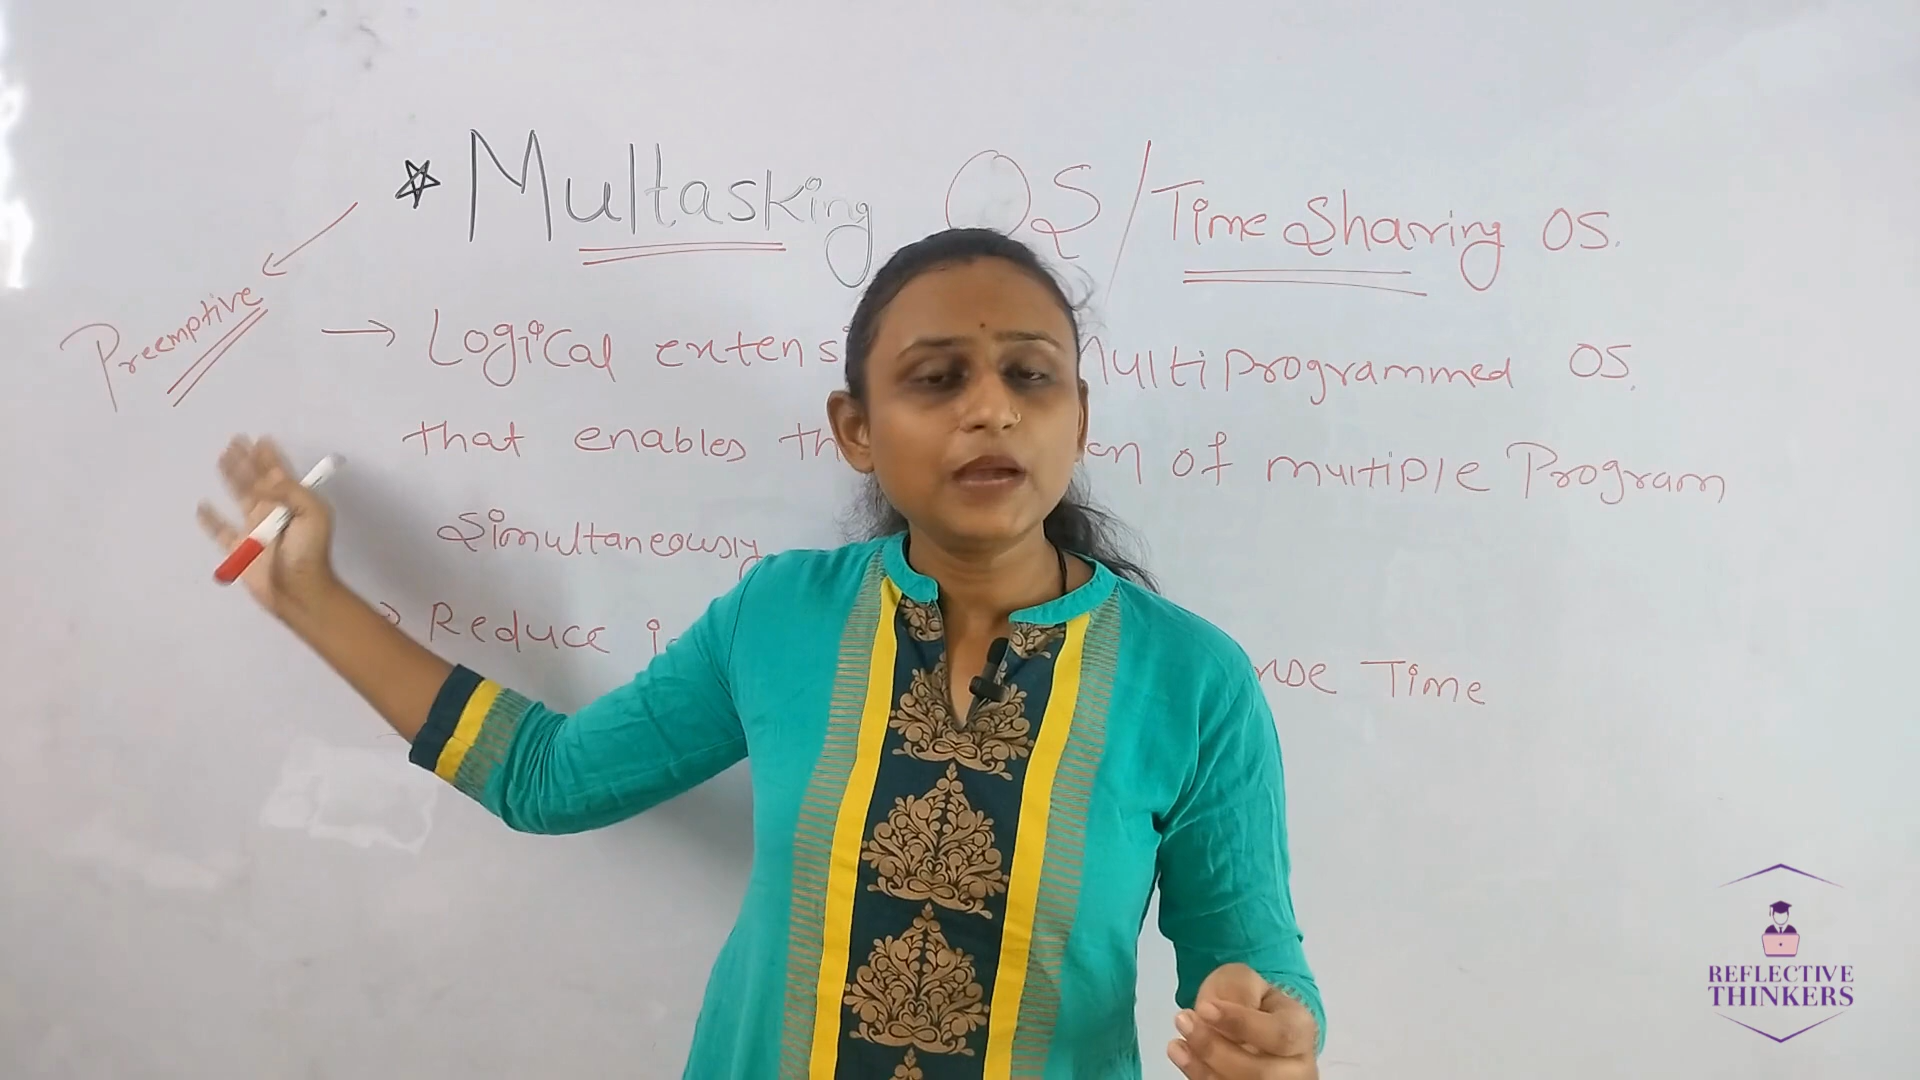 Multasking OS / Time Sharing OS.
Preemptive
→ Logical extens Multiprogrammed OS.
that enables th on of multiple Program
Simultaneously
Reduce Time
REFLECTIVE
THINKERS